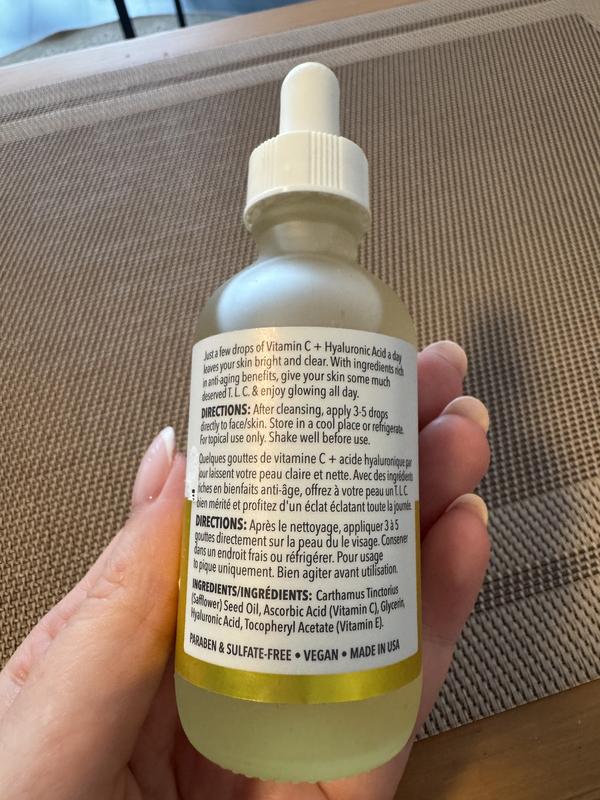 Just a few drops of Vitamin C + Hyaluronic Acid a day
leaves your skin bright and clear. With ingredients rich
in anti-aging benefits, give your skin some much
deserved T. L. C. & enjoy glowing all day.
DIRECTIONS: After cleansing, apply 3-5 drops
directly to face/skin. Store in a cool place or refrigerate.
For topical use only. Shake well before use.
Quelques gouttes de vitamine C + acide hyaluronique par
jour laissent votre peau claire et nette. Avec des ingrédients
riches en bienfaits anti-âge, offrez à votre peau un T. L. C.
bien mérité et profitez d'un éclat éclatant toute la journée.
DIRECTIONS: Après le nettoyage, appliquer 3 à 5
gouttes directement sur la peau du le visage. Conserver
dans un endroit frais ou réfrigérer. Pour usage
to pique uniquement. Bien agiter avant utilisation.
INGREDIENTS/INGRÉDIENTS: Carthamus Tinctorius
(Safflower) Seed Oil, Ascorbic Acid (Vitamin C), Glycerin,
Hyaluronic Acid, Tocopheryl Acetate (Vitamin E).
PARABEN & SULFATE-FREE • VEGAN • MADE IN USA